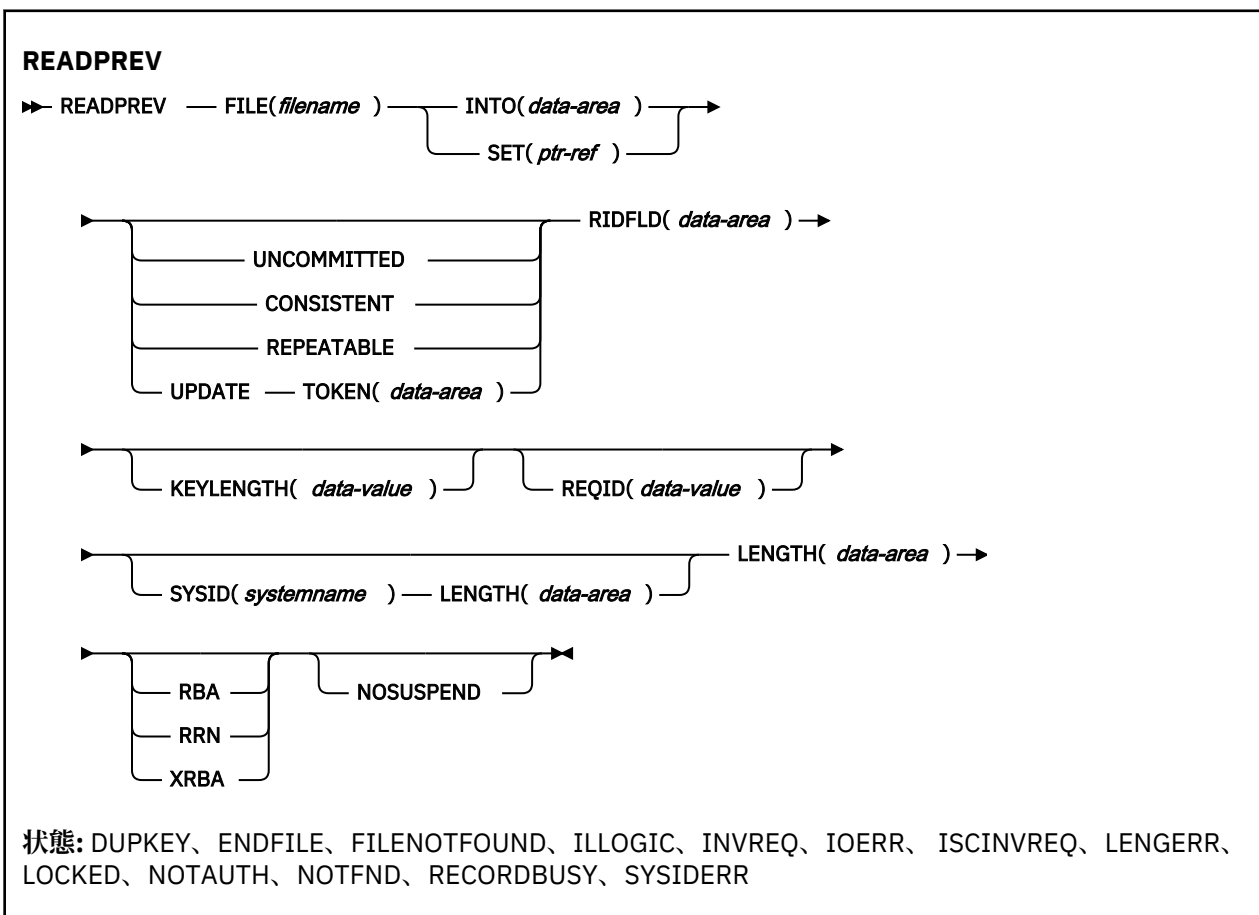 READPREV
READPREV FILE(filename ) INTO( data-area )
SET( ptr-ref )
RIDFLD( data-area )
UNCOMMITTED
CONSISTENT
REPEATABLE
UPDATE TOKEN( data-area )
KEYLENGTH( data-value ) REQID( data-value )
LENGTH( data-area )
SYSID( systemname ) LENGTH( data-area )
RBA NOSUSPEND
RRN
XRBA
状態: DUPKEY、ENDFILE、FILENOTFOUND、ILLOGIC、INVREQ、IOERR、 ISCINVREQ、LENGERR、
LOCKED、NOTAUTH、NOTFND、RECORDBUSY、SYSIDERR